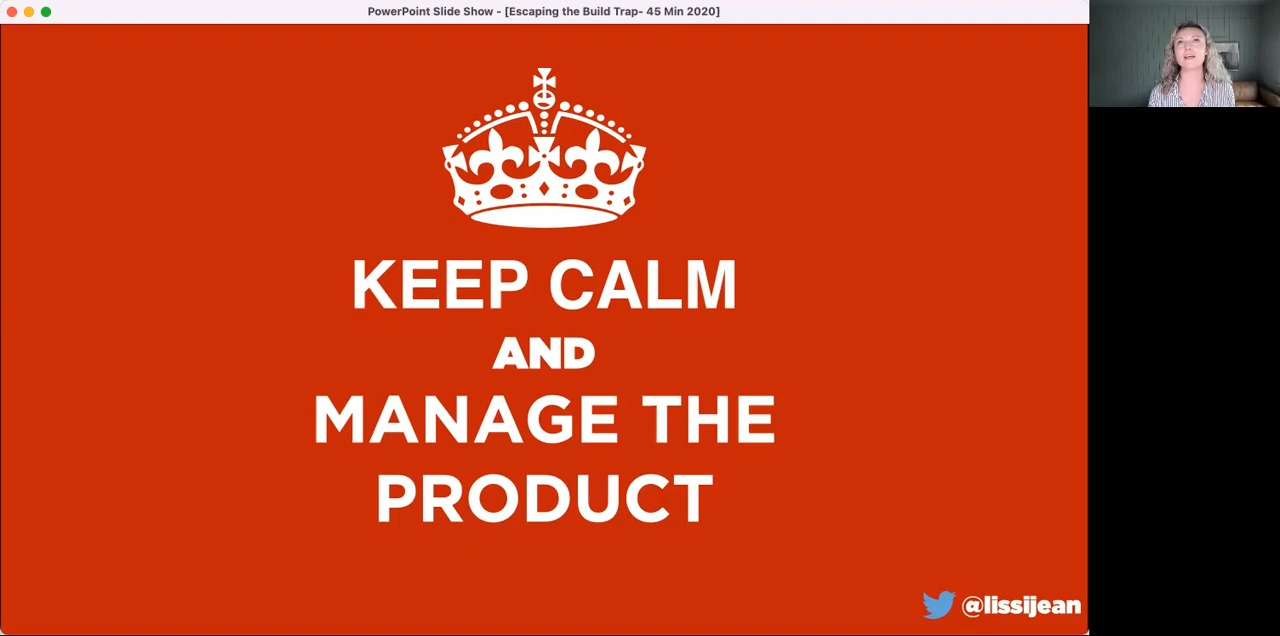 PowerPoint Slide Show - [Escaping the Build Trap- 45 Min 2020]
KEEP CALM
AND
MANAGE THE
PRODUCT
@lissijean